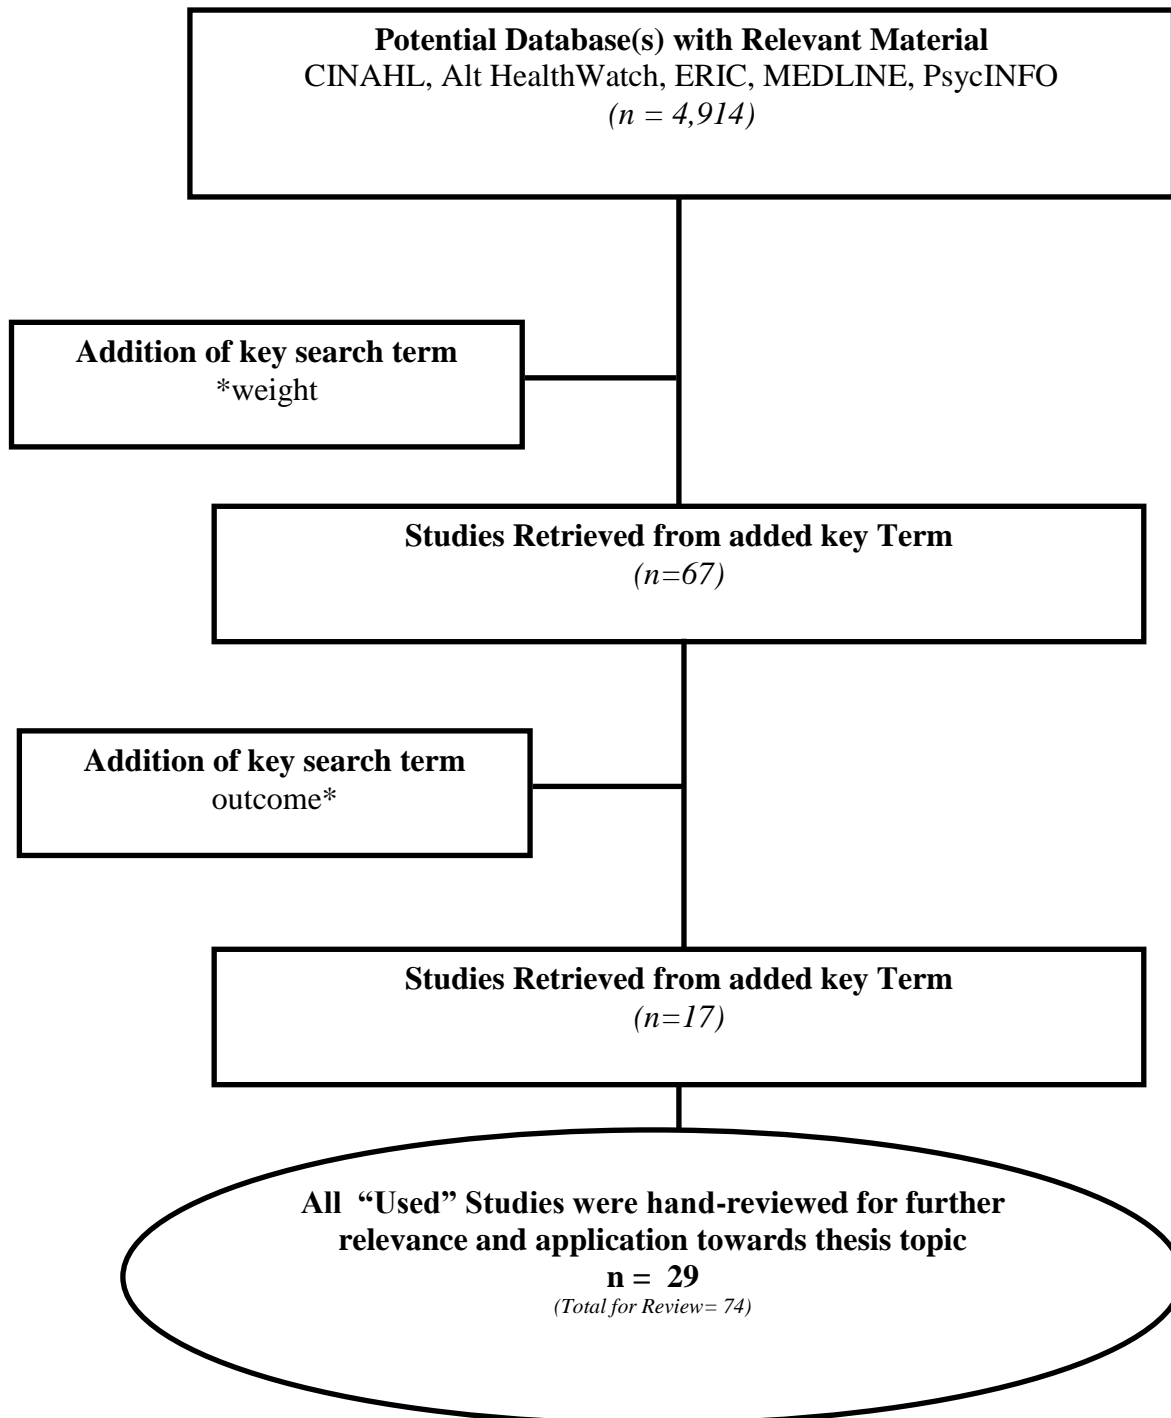 Potential Database(s) with Relevant Material
CINAHL, Alt HealthWatch, ERIC, MEDLINE, PsycINFO
(n = 4,914)
Addition of key search term
*weight
Studies Retrieved from added key Term
(n=67)
Addition of key search term
outcome*
Studies Retrieved from added key Term
(n=17)
All “Used” Studies were hand-reviewed for further
relevance and application towards thesis topic
n = 29
(Total for Review= 74)